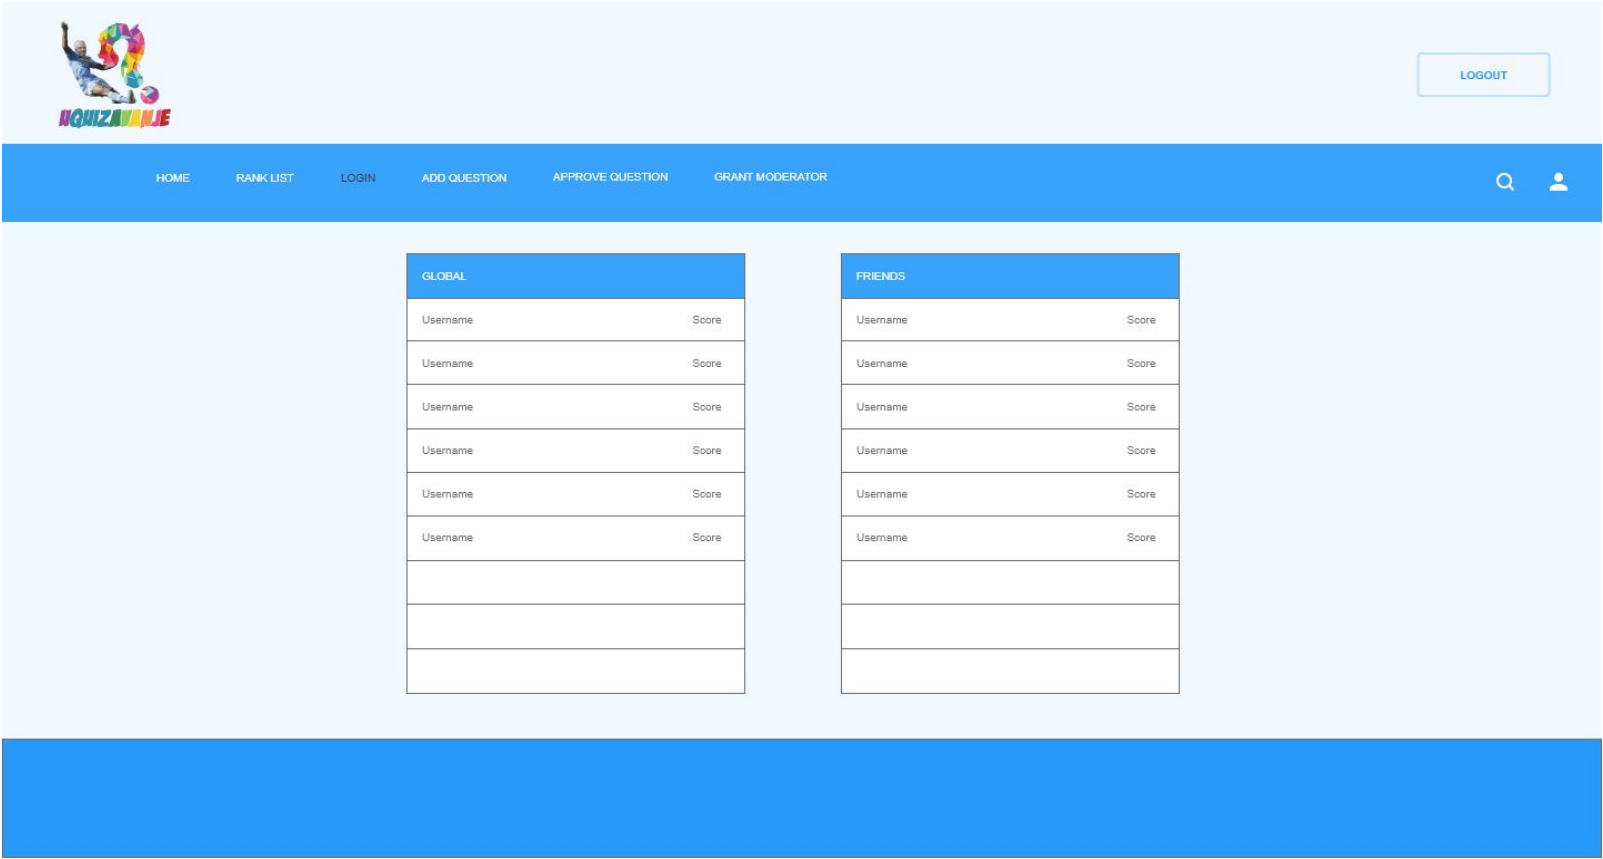 UQUIZAVANJE
LOGOUT
HOME RANK LIST LOGIN ADD QUESTION APPROVE QUESTION GRANT MODERATOR
GLOBAL
Username Score
Username Score
Username Score
Username Score
Username Score
Username Score
FRIENDS
Username Score
Username Score
Username Score
Username Score
Username Score
Username Score